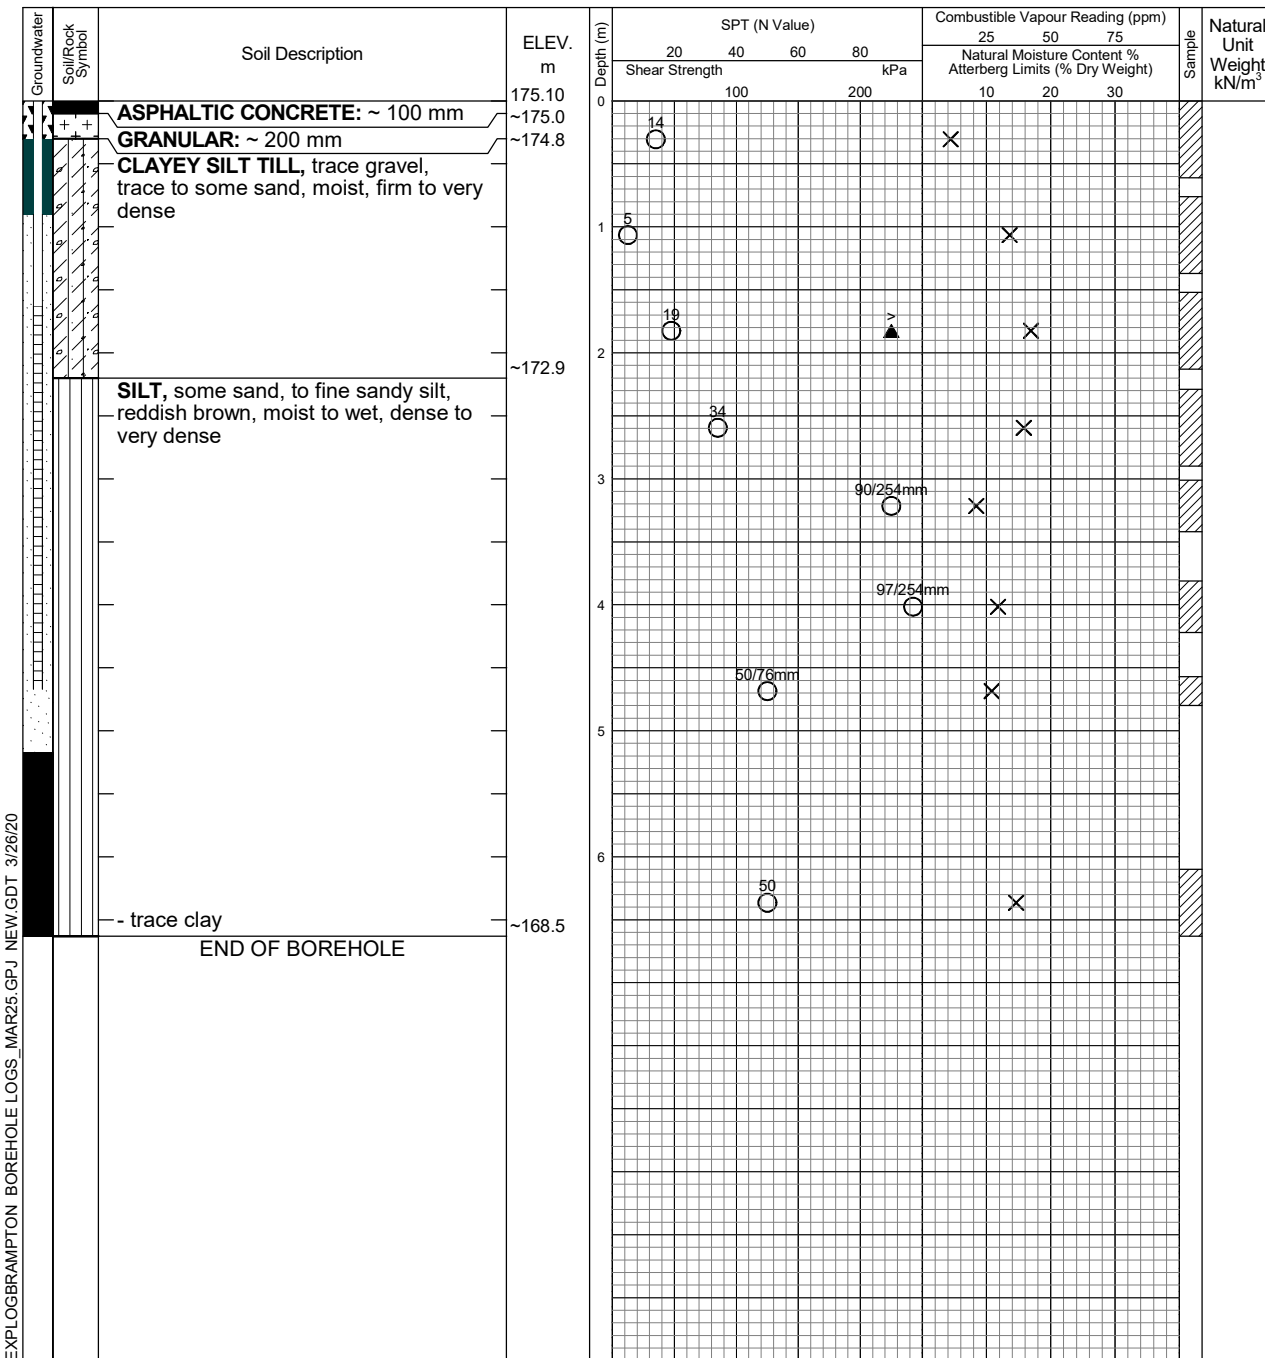 Groundwater
Soil/Rock
Symbol
Soil Description
ELEV.
m
Depth (m)
SPT (N Value)
20 40 60 80
Shear Strength kPa
100 200
Combustible Vapour Reading (ppm)
25 50 75
Natural Moisture Content %
Atterberg Limits (% Dry Weight)
10 20 30
Sample
Natural
Unit
Weight
kN/m³
175.10
0
ASPHALTIC CONCRETE: ~ 100 mm
~175.0
GRANULAR: ~ 200 mm
~174.8
14
CLAYEY SILT TILL, trace gravel,
trace to some sand, moist, firm to very
dense
5
1
19
>
2
~172.9
SILT, some sand, to fine sandy silt,
reddish brown, moist to wet, dense to
very dense
34
3
90/254mm
97/254mm
4
50/76mm
5
6
50
- trace clay
~168.5
END OF BOREHOLE
EXPLOGBRAMPTON BOREHOLE LOGS_MAR25.GPJ NEW.GDT 3/26/20